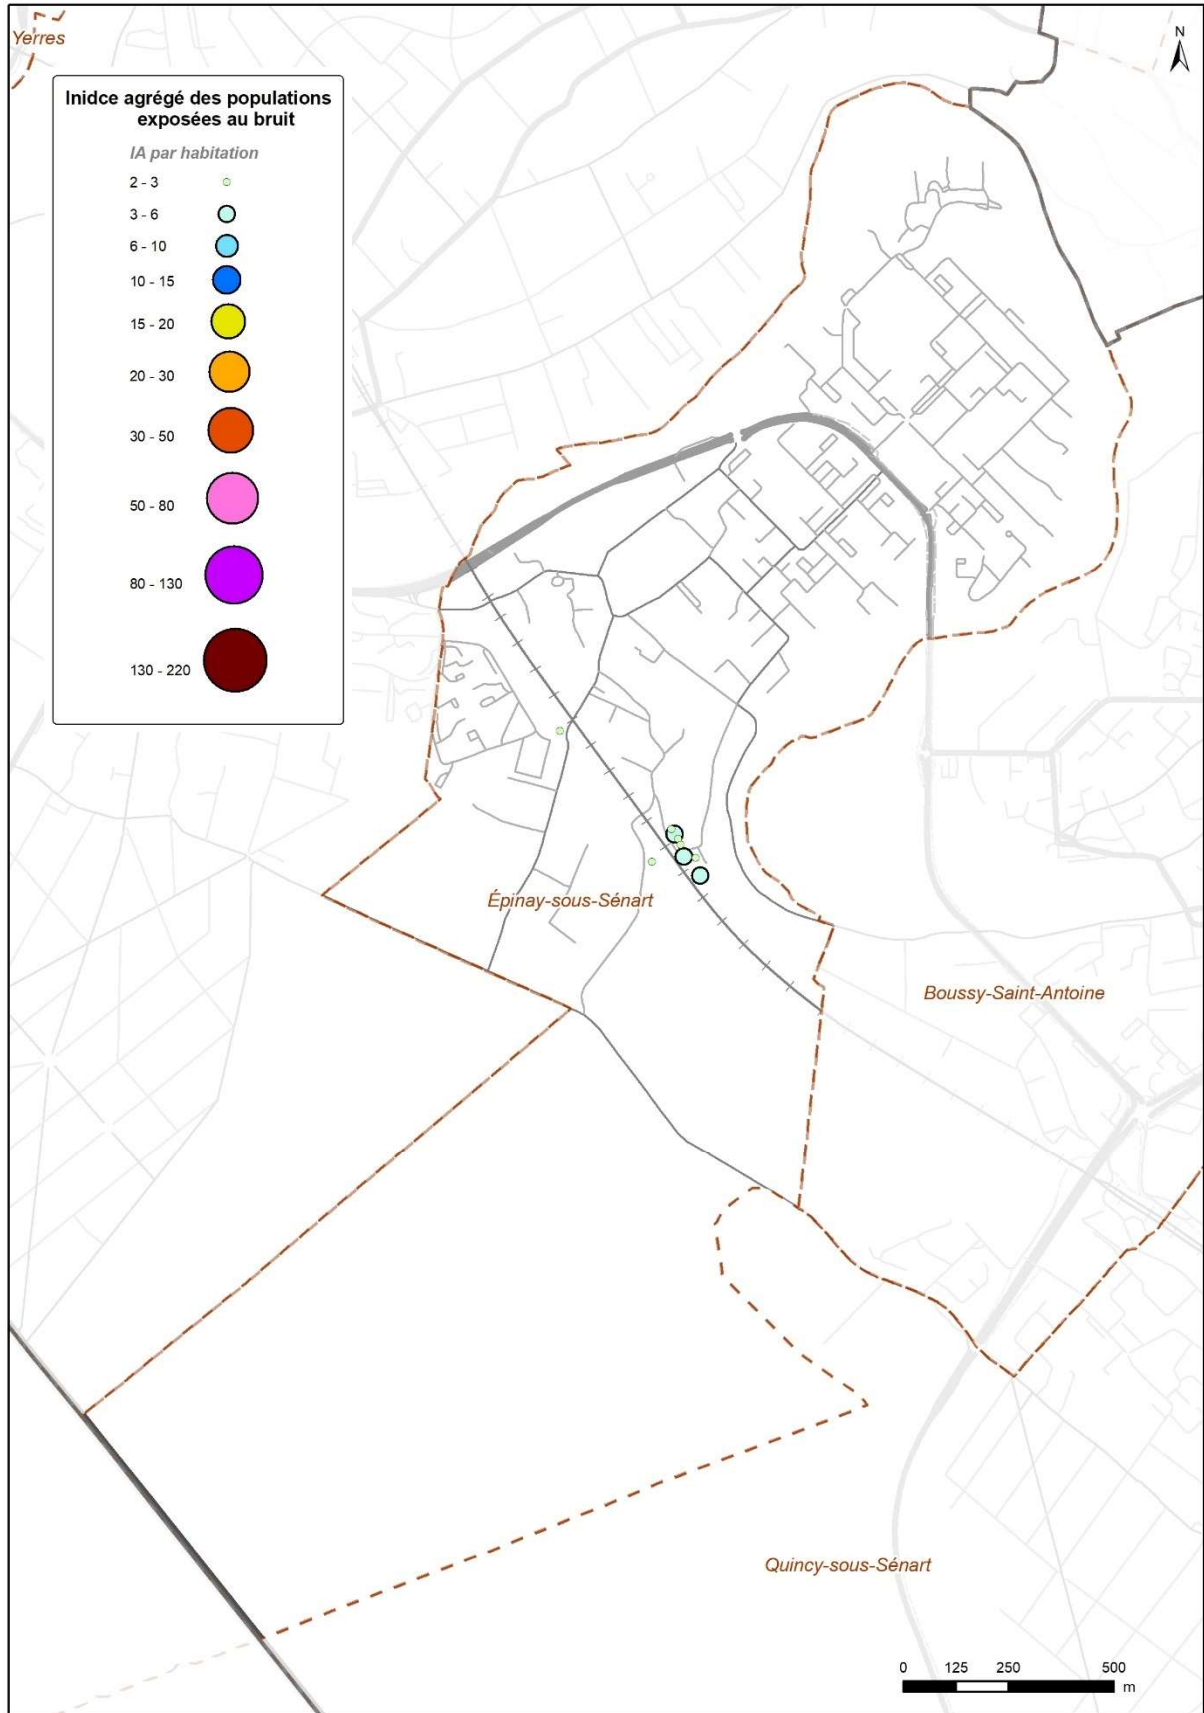 Yerres
N
Inidce agrégé des populations
exposées au bruit
IA par habitation
2 - 3
3 - 6
6 - 10
10 - 15
15 - 20
20 - 30
30 - 50
50 - 80
80 - 130
130 - 220
Épinay-sous-Sénart
Boussy-Saint-Antoine
Quincy-sous-Sénart
0 125 250 500
m